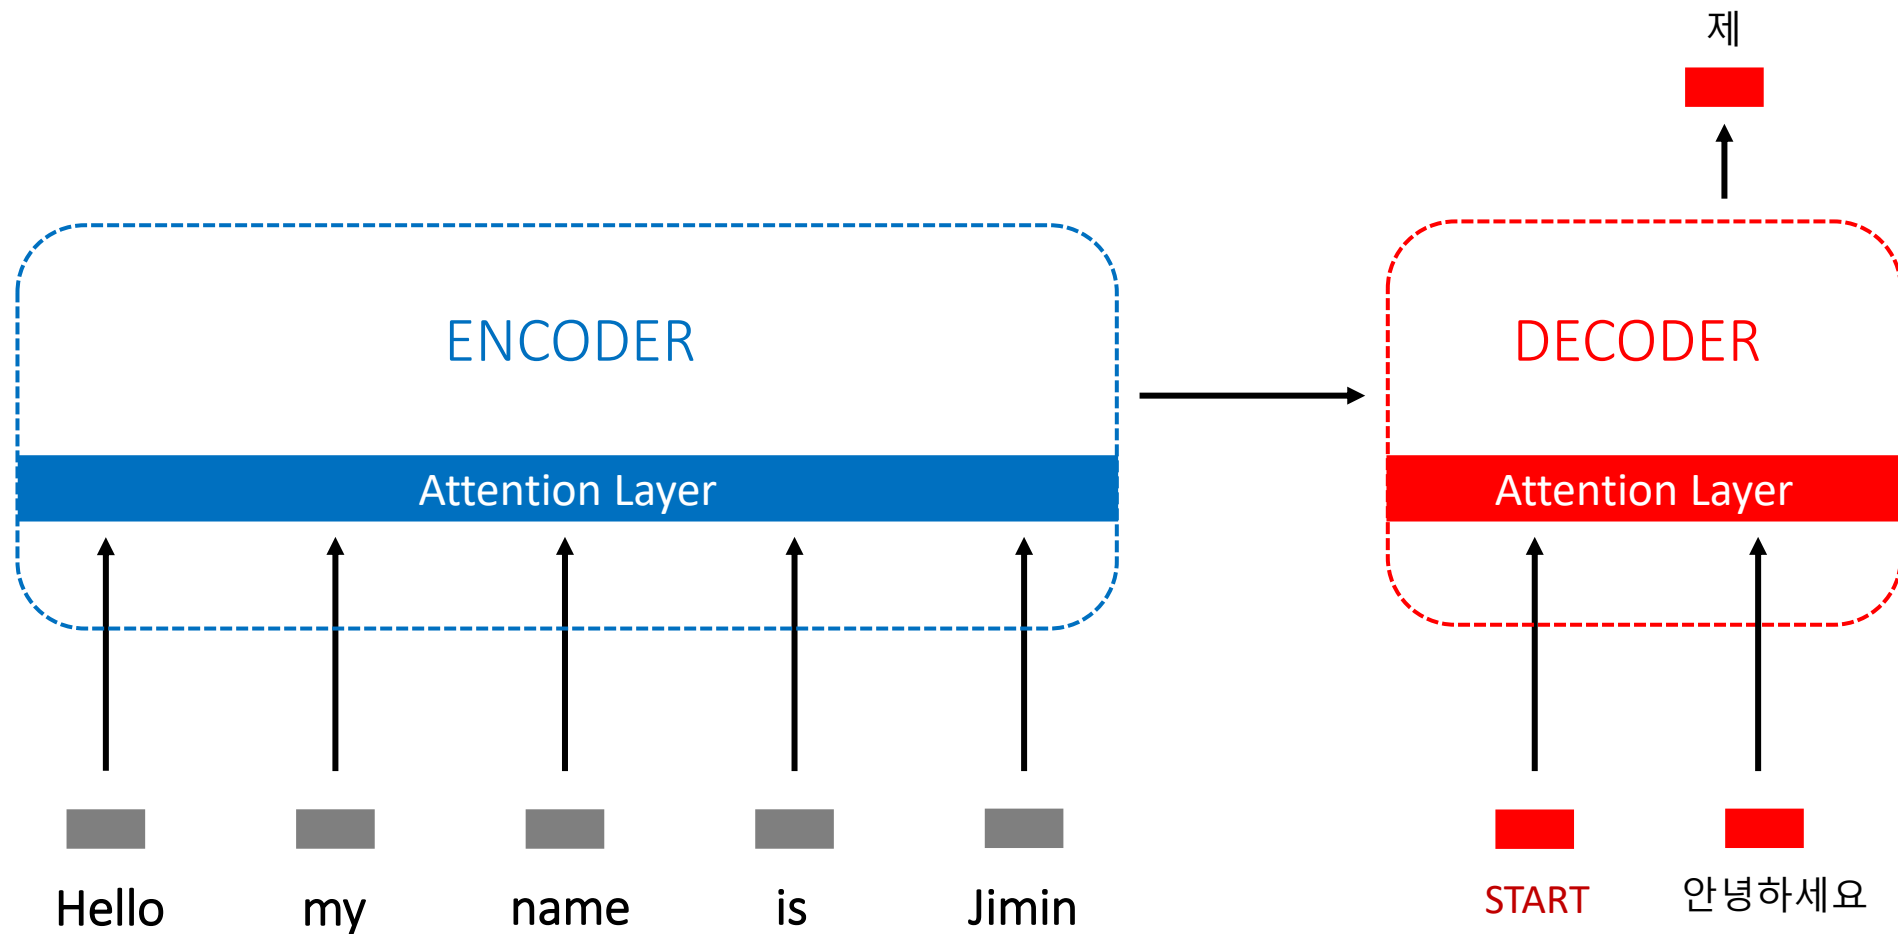 제
ENCODER
DECODER
Attention Layer
Attention Layer
Hello my name is Jimin
START 안녕하세요